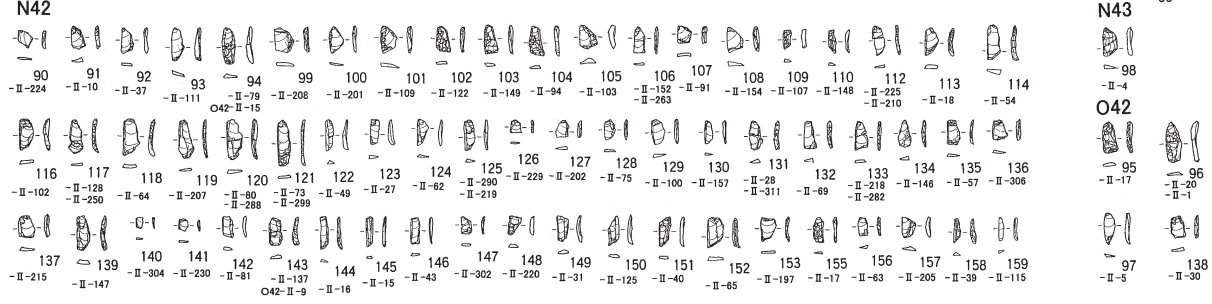 N42
90 91 92 93 94 99 100 101 102 103 104 105 106 107 108 109 110 112 113 114
-Ⅱ-224 -Ⅱ-10 -Ⅱ-37 -Ⅱ-111 -Ⅱ-79 -Ⅱ-208 -Ⅱ-201 -Ⅱ-109 -Ⅱ-122 -Ⅱ-149 -Ⅱ-94 -Ⅱ-103 -Ⅱ-152 -Ⅱ-91 -Ⅱ-154 -Ⅱ-107 -Ⅱ-148 -Ⅱ-225 -Ⅱ-18 -Ⅱ-54
O42-Ⅱ-15 -Ⅱ-263 -Ⅱ-210
116 117 118 119 120 121 122 123 124 125 126 127 128 129 130 131 132 133 134 135 136
-Ⅱ-102 -Ⅱ-128 -Ⅱ-64 -Ⅱ-207 -Ⅱ-80 -Ⅱ-73 -Ⅱ-49 -Ⅱ-27 -Ⅱ-62 -Ⅱ-290 -Ⅱ-229 -Ⅱ-202 -Ⅱ-75 -Ⅱ-100 -Ⅱ-157 -Ⅱ-28 -Ⅱ-69 -Ⅱ-218 -Ⅱ-146 -Ⅱ-57 -Ⅱ-306
-Ⅱ-250 -Ⅱ-288 -Ⅱ-299 -Ⅱ-219 -Ⅱ-311 -Ⅱ-282
137 139 140 141 142 143 144 145 146 147 148 149 150 151 152 153 155 156 157 158 159
-Ⅱ-215 -Ⅱ-147 -Ⅱ-304 -Ⅱ-230 -Ⅱ-81 -Ⅱ-137 -Ⅱ-16 -Ⅱ-15 -Ⅱ-43 -Ⅱ-302 -Ⅱ-220 -Ⅱ-31 -Ⅱ-125 -Ⅱ-40 -Ⅱ-65 -Ⅱ-197 -Ⅱ-17 -Ⅱ-63 -Ⅱ-205 -Ⅱ-39 -Ⅱ-115
O42-Ⅱ-9
N43
98
-Ⅱ-4
O42
95 96
-Ⅱ-17 -Ⅱ-20
-Ⅱ-1
97 138
-Ⅱ-5 -Ⅱ-30